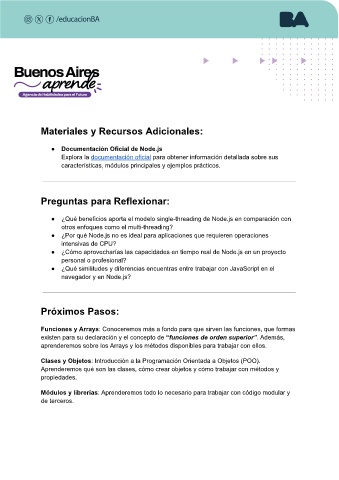 /educacionBA
BA
Buenos Aires
aprende
Agencia de Habilidades para el Futuro
Materiales y Recursos Adicionales:
● Documentación Oficial de Node.js
Explora la documentación oficial para obtener información detallada sobre sus
características, módulos principales y ejemplos prácticos.
Preguntas para Reflexionar:
● ¿Qué beneficios aporta el modelo single-threading de Node.js en comparación con
otros enfoques como el multi-threading?
● ¿Por qué Node.js no es ideal para aplicaciones que requieren operaciones
intensivas de CPU?
● ¿Cómo aprovecharías las capacidades en tiempo real de Node.js en un proyecto
personal o profesional?
● ¿Qué similitudes y diferencias encuentras entre trabajar con JavaScript en el
navegador y en Node.js?
Próximos Pasos:
Funciones y Arrays: Conoceremos más a fondo para que sirven las funciones, que formas
existen para su declaración y el concepto de “funciones de orden superior”. Además,
aprenderemos sobre los Arrays y los métodos disponibles para trabajar con ellos.
Clases y Objetos: Introducción a la Programación Orientada a Objetos (POO).
Aprenderemos qué son las clases, cómo crear objetos y cómo trabajar con métodos y
propiedades.
Módulos y librerías: Aprenderemos todo lo necesario para trabajar con código modular y
de terceros.